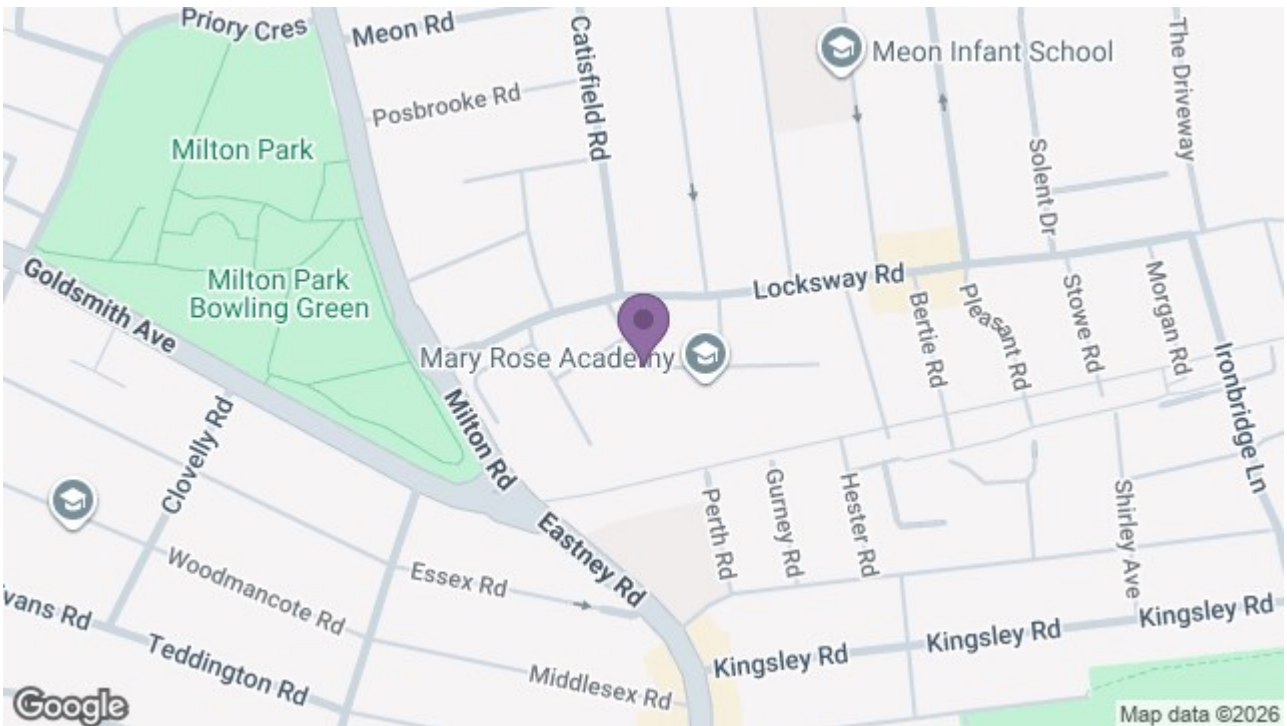 Priory Cres
Meon Rd
Catisfield Rd
Meon Infant School
The Driveway
Posbrooke Rd
Milton Park
Solent Dr
Milton Park
Bowling Green
Goldsmith Ave
Locksway Rd
Bertie Rd
Pleasant Rd
Stowe Rd
Morgan Rd
Ironbridge Ln
Mary Rose Academy
Milton Rd
Clovelly Rd
Perth Rd
Gurney Rd
Hester Rd
Shirley Ave
Eastney Rd
Essex Rd
Woodmancote Rd
Teddington Rd
Middlesex Rd
Kingsley Rd
Kingsley Rd
Kingsley Rd
Google
Map data ©2026